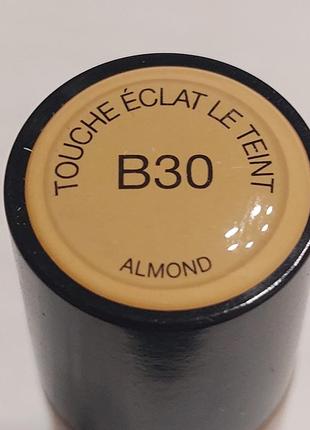 TOUCHE ÉCLAT LE TEINT
B30
ALMOND